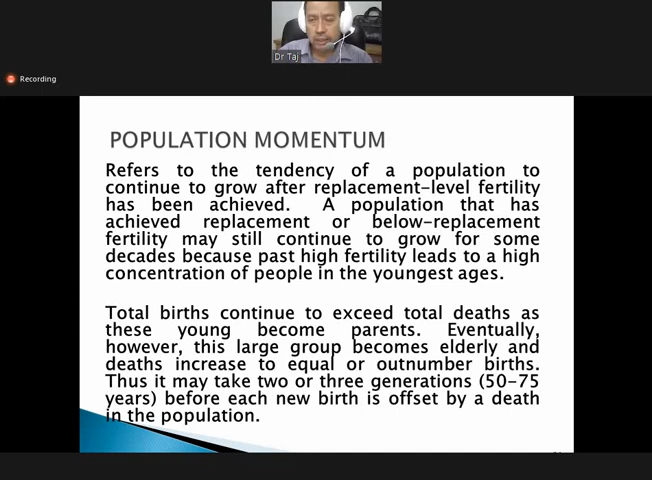 Dr Taj
Recording
POPULATION MOMENTUM
Refers to the tendency of a population to
continue to grow after replacement-level fertility
has been achieved. A population that has
achieved replacement or below-replacement
fertility may still continue to grow for some
decades because past high fertility leads to a high
concentration of people in the youngest ages.
Total births continue to exceed total deaths as
these young become parents. Eventually,
however, this large group becomes elderly and
deaths increase to equal or outnumber births.
Thus it may take two or three generations (50-75
years) before each new birth is offset by a death
in the population.